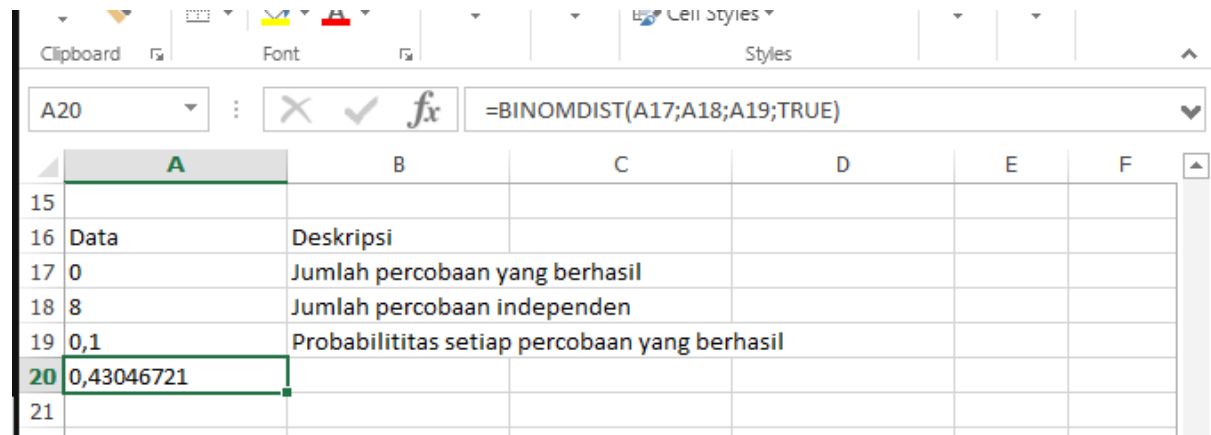 Cell Styles
Clipboard Font Styles
A20 fx =BINOMDIST(A17;A18;A19;TRUE)
A B C D E F
15
16 Data Deskripsi
17 0 Jumlah percobaan yang berhasil
18 8 Jumlah percobaan independen
19 0,1 Probabilititas setiap percobaan yang berhasil
20 0,43046721
21